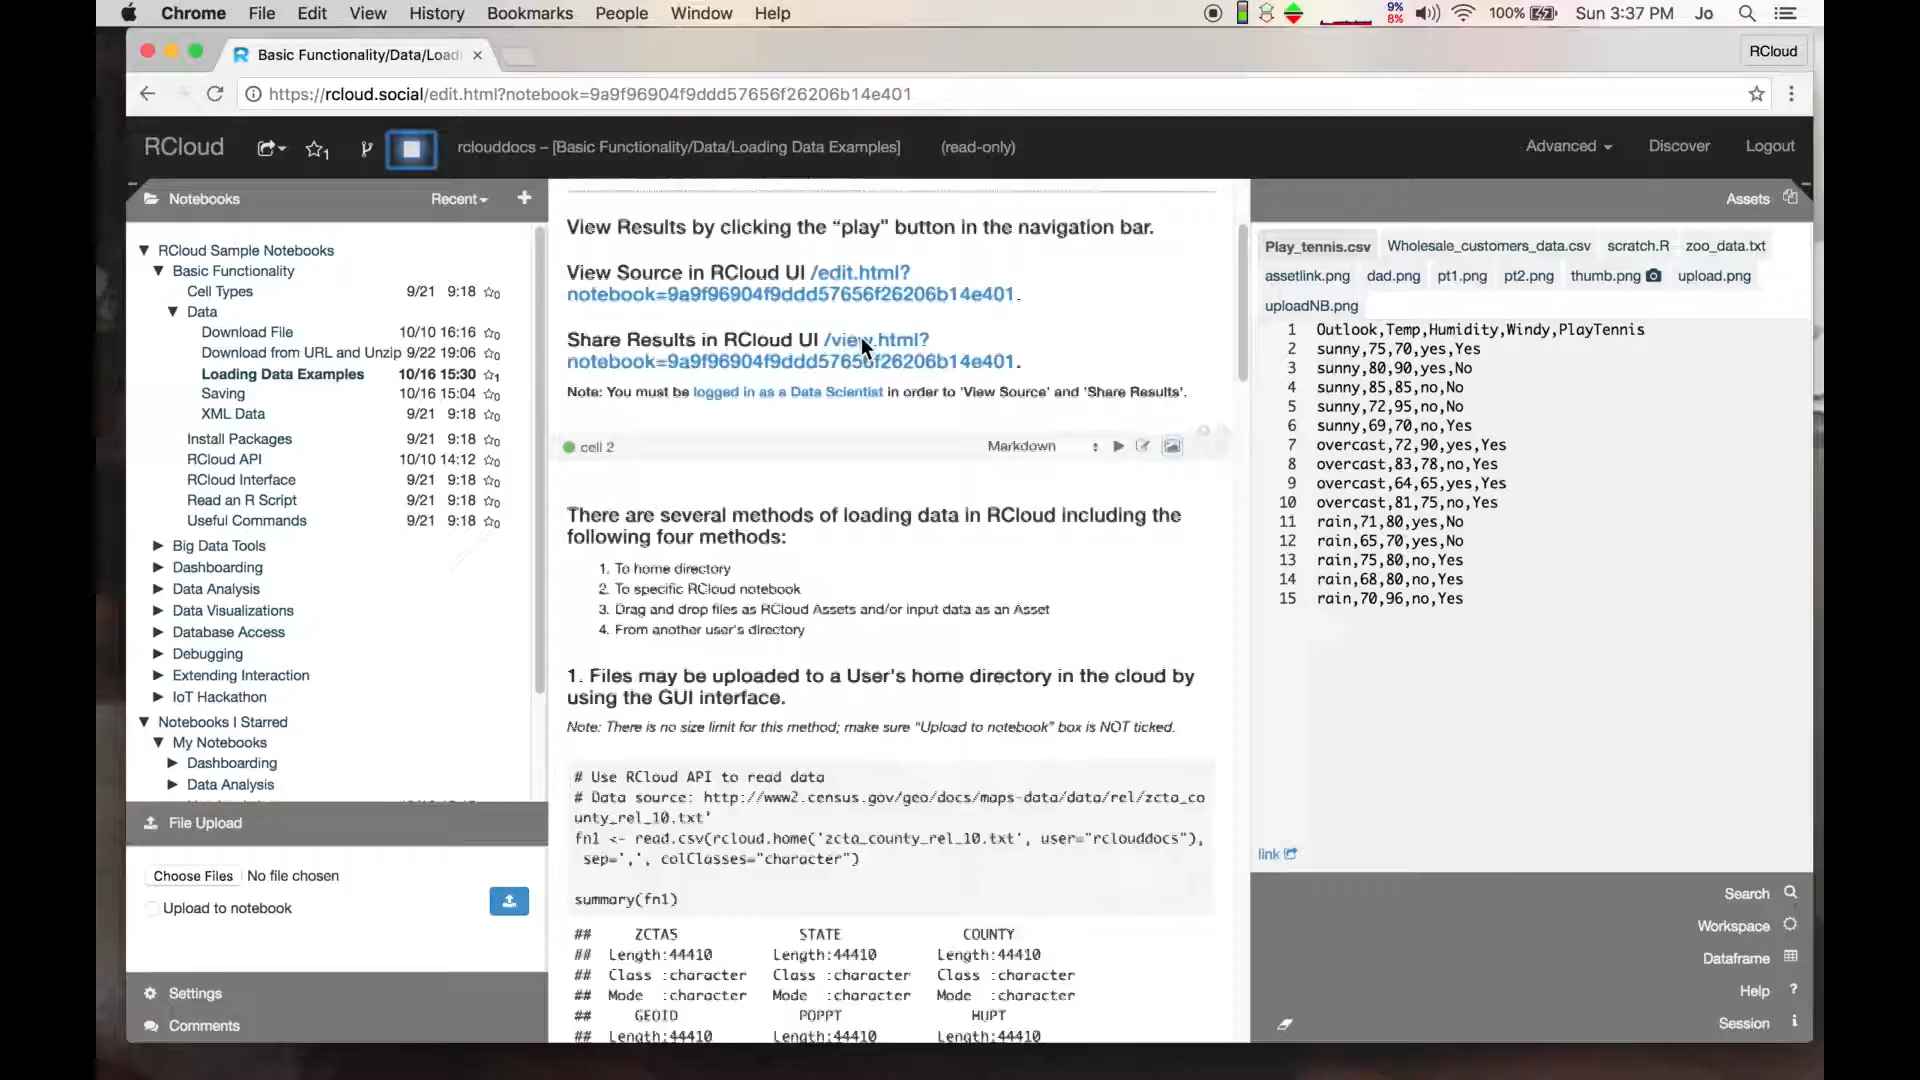 Chrome File Edit View History Bookmarks People Window Help 9% 8% 100% Sun 3:37 PM Jo
Basic Functionality/Data/Load RCloud
https://rcloud.social/edit.html?notebook=9a9f96904f9ddd57656f26206b14e401
RCloud 1 rclouddocs – [Basic Functionality/Data/Loading Data Examples] (read-only) Advanced Discover Logout
Notebooks Recent
RCloud Sample Notebooks
Basic Functionality
Cell Types 9/21 9:18 0
Data
Download File 10/10 16:16 0
Download from URL and Unzip 9/22 19:06 0
Loading Data Examples 10/16 15:30 1
Saving 10/16 15:04 0
XML Data 9/21 9:18 0
Install Packages 9/21 9:18 0
RCloud API 10/10 14:12 0
RCloud Interface 9/21 9:18 0
Read an R Script 9/21 9:18 0
Useful Commands 9/21 9:18 0
Big Data Tools
Dashboarding
Data Analysis
Data Visualizations
Database Access
Debugging
Extending Interaction
IoT Hackathon
Notebooks I Starred
My Notebooks
Dashboarding
Data Analysis
File Upload
Choose Files No file chosen
Upload to notebook
Settings
Comments
View Results by clicking the “play” button in the navigation bar.
View Source in RCloud UI /edit.html?
notebook=9a9f96904f9ddd57656f26206b14e401.
Share Results in RCloud UI /view.html?
notebook=9a9f96904f9ddd57656f26206b14e401.
Note: You must be logged in as a Data Scientist in order to 'View Source' and 'Share Results'.
cell 2 Markdown
There are several methods of loading data in RCloud including the
following four methods:
1. To home directory
2. To specific RCloud notebook
3. Drag and drop files as RCloud Assets and/or input data as an Asset
4. From another user's directory
1. Files may be uploaded to a User's home directory in the cloud by
using the GUI interface.
Note: There is no size limit for this method; make sure “Upload to notebook” box is NOT ticked.
# Use RCloud API to read data
# Data source: http://www2.census.gov/geo/docs/maps-data/data/rel/zcta_co
unty_rel_10.txt'
fn1 <- read.csv(rcloud.home('zcta_county_rel_10.txt', user="rclouddocs"),
sep=',', colClasses="character")
summary(fn1)
## ZCTA5 STATE COUNTY
## Length:44410 Length:44410 Length:44410
## Class :character Class :character Class :character
## Mode :character Mode :character Mode :character
## GEOID POPPT HUPT
## Length:44410 Length:44410 Length:44410
Assets
Play_tennis.csv Wholesale_customers_data.csv scratch.R zoo_data.txt
assetlink.png dad.png pt1.png pt2.png thumb.png upload.png
uploadNB.png
1 Outlook,Temp,Humidity,Windy,PlayTennis
2 sunny,75,70,yes,Yes
3 sunny,80,90,yes,No
4 sunny,85,85,no,No
5 sunny,72,95,no,No
6 sunny,69,70,no,Yes
7 overcast,72,90,yes,Yes
8 overcast,83,78,no,Yes
9 overcast,64,65,yes,Yes
10 overcast,81,75,no,Yes
11 rain,71,80,yes,No
12 rain,65,70,yes,No
13 rain,75,80,no,Yes
14 rain,68,80,no,Yes
15 rain,70,96,no,Yes
link
Search
Workspace
Dataframe
Help
Session